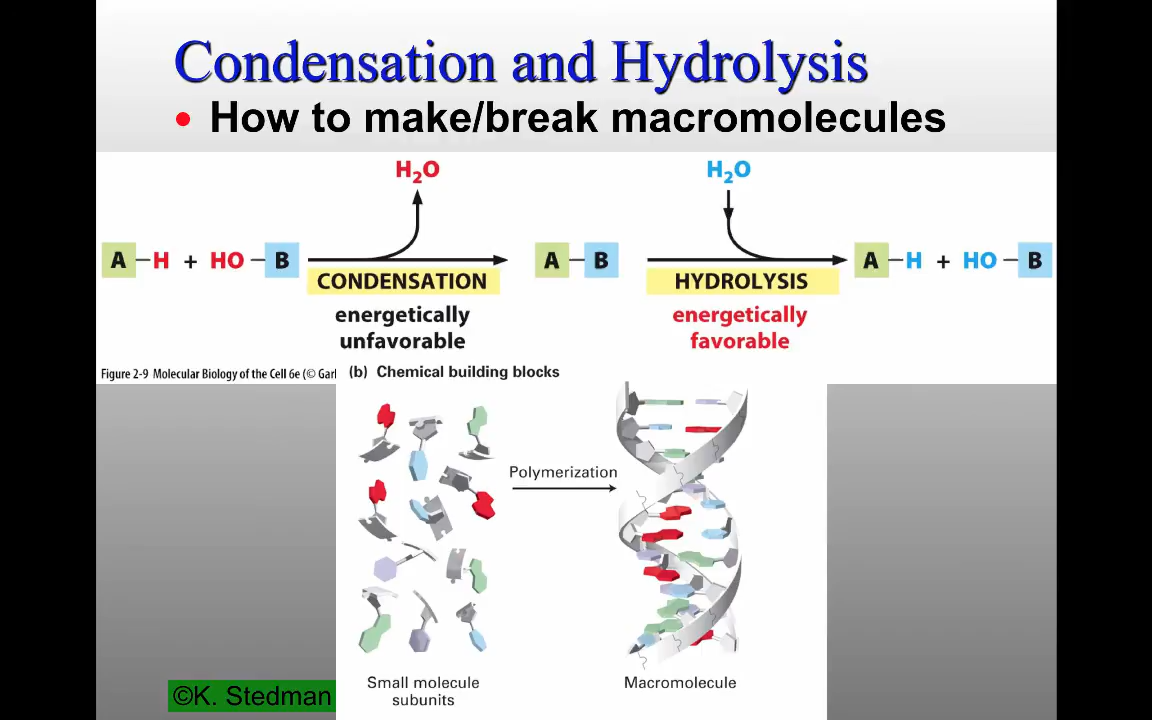 Condensation and Hydrolysis
• How to make/break macromolecules
H₂O
H₂O
A – H + HO – B
A – B
A – H + HO – B
CONDENSATION
HYDROLYSIS
energetically
unfavorable
energetically
favorable
Figure 2-9 Molecular Biology of the Cell 6e (© Garl
(b) Chemical building blocks
Polymerization
Small molecule
subunits
Macromolecule
©K. Stedman